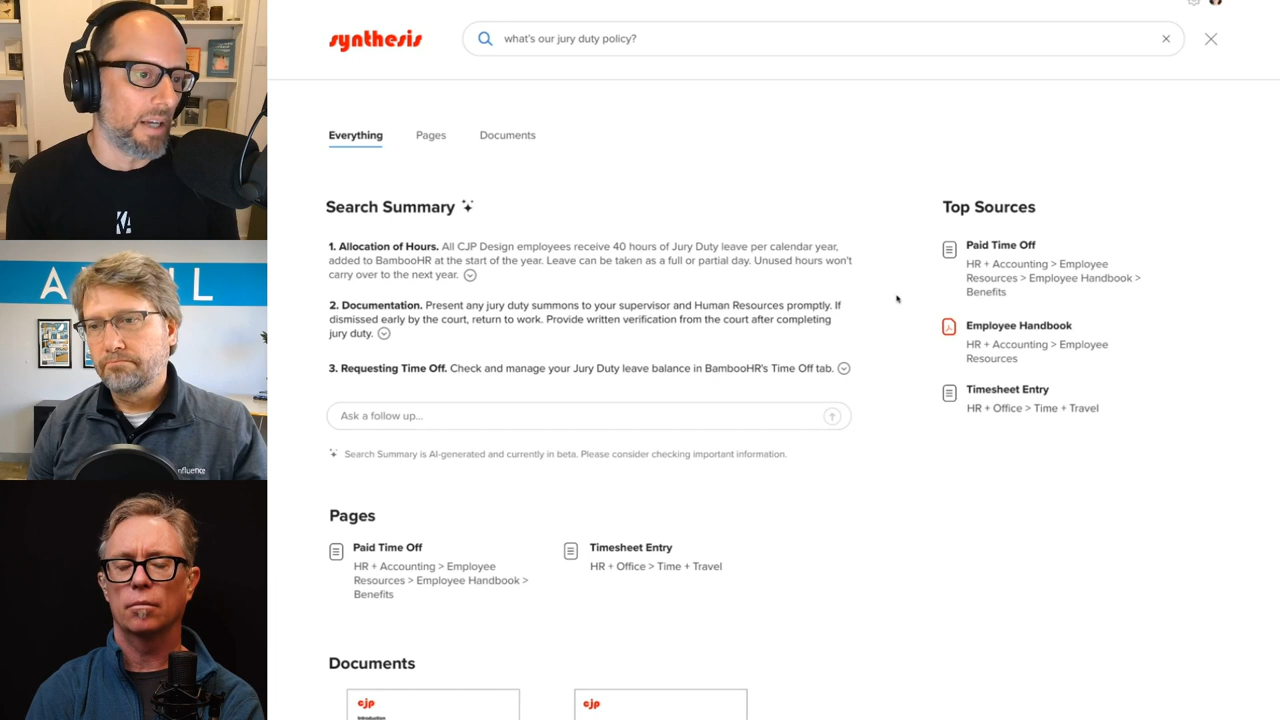 KA
A
L
nfluence
synthesis
what's our jury duty policy?
Everything
Pages
Documents
Search Summary
1. Allocation of Hours. All CJP Design employees receive 40 hours of Jury Duty leave per calendar year,
added to BambooHR at the start of the year. Leave can be taken as a full or partial day. Unused hours won't
carry over to the next year.
2. Documentation. Present any jury duty summons to your supervisor and Human Resources promptly. If
dismissed early by the court, return to work. Provide written verification from the court after completing
jury duty.
3. Requesting Time Off. Check and manage your Jury Duty leave balance in BambooHR's Time Off tab.
Ask a follow up...
Search Summary is AI-generated and currently in beta. Please consider checking important information.
Top Sources
Paid Time Off
HR + Accounting > Employee
Resources > Employee Handbook >
Benefits
Employee Handbook
HR + Accounting > Employee
Resources
Timesheet Entry
HR + Office > Time + Travel
Pages
Paid Time Off
HR + Accounting > Employee
Resources > Employee Handbook >
Benefits
Timesheet Entry
HR + Office > Time + Travel
Documents
cjp
Introduction
cjp